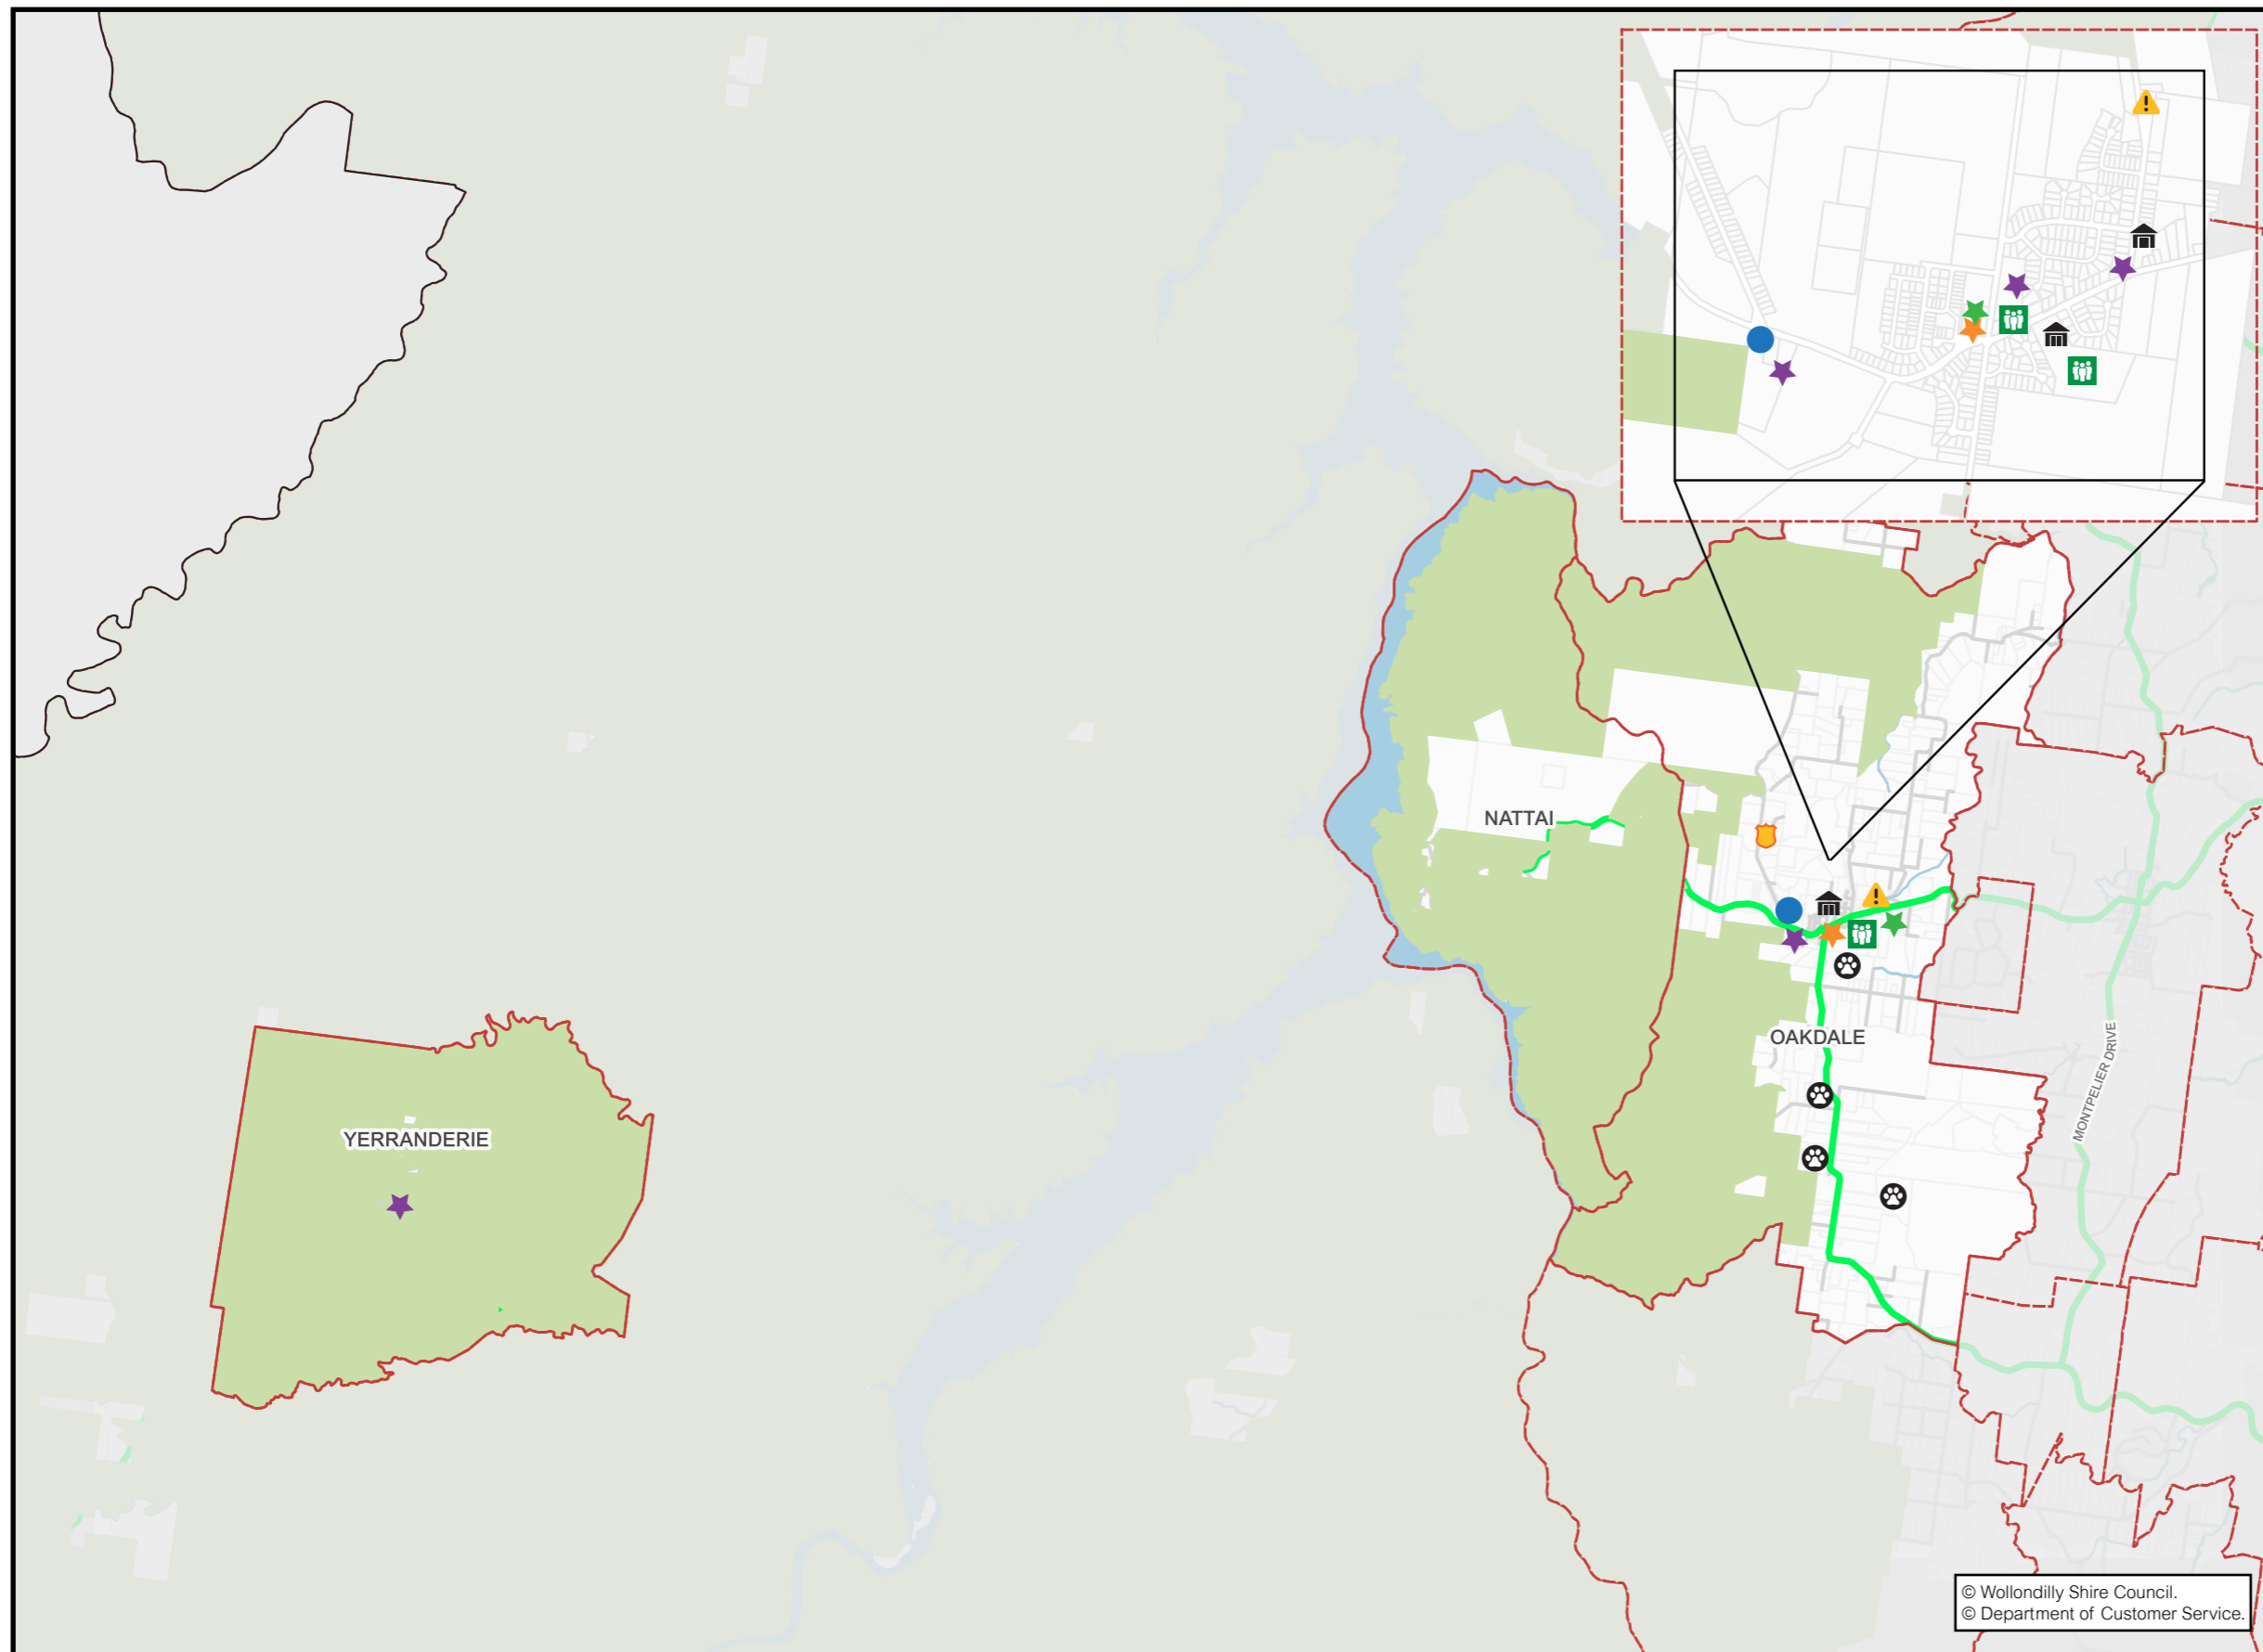 NATTAI
OAKDALE
MONTPELIER DRIVE
YERRANDERIE
© Wollondilly Shire Council.
© Department of Customer Service.